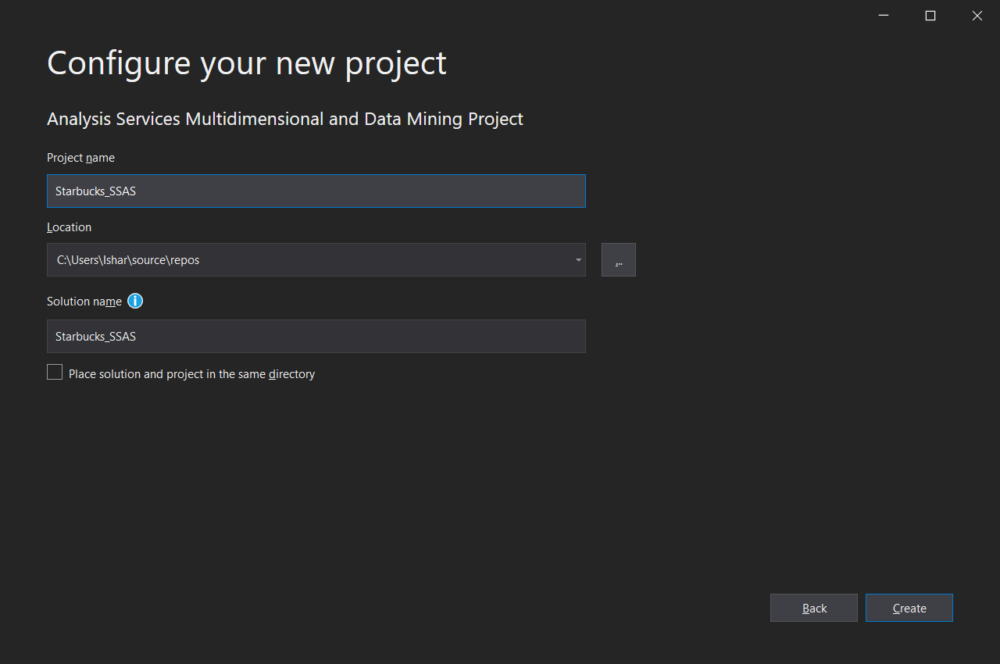 Configure your new project
Analysis Services Multidimensional and Data Mining Project
Project name
Starbucks_SSAS
Location
C:\Users\Ishar\source\repos
...
Solution name
Starbucks_SSAS
Place solution and project in the same directory
Back
Create